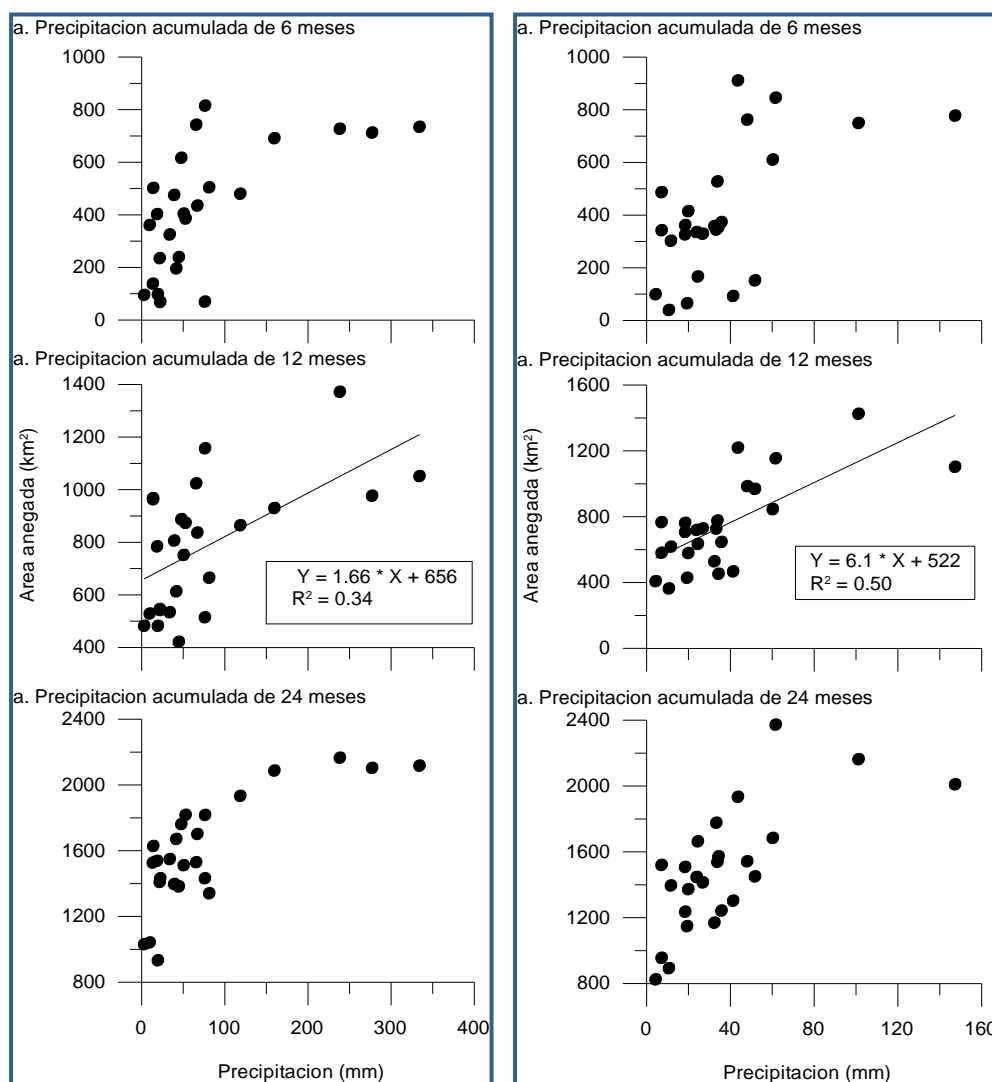 a. Precipitacion acumulada de 6 meses
1000
800
600
400
200
0
a. Precipitacion acumulada de 12 meses
1400
1200
1000
800
600
400
Area anegada (km²)
Y = 1.66 * X + 656
R² = 0.34
a. Precipitacion acumulada de 24 meses
2400
2000
1600
1200
800
0 100 200 300 400
Precipitacion (mm)
a. Precipitacion acumulada de 6 meses
1000
800
600
400
200
0
a. Precipitacion acumulada de 12 meses
1600
1200
800
400
0
Area anegada (km²)
Y = 6.1 * X + 522
R² = 0.50
a. Precipitacion acumulada de 24 meses
2400
2000
1600
1200
800
0 40 80 120 160
Precipitacion (mm)